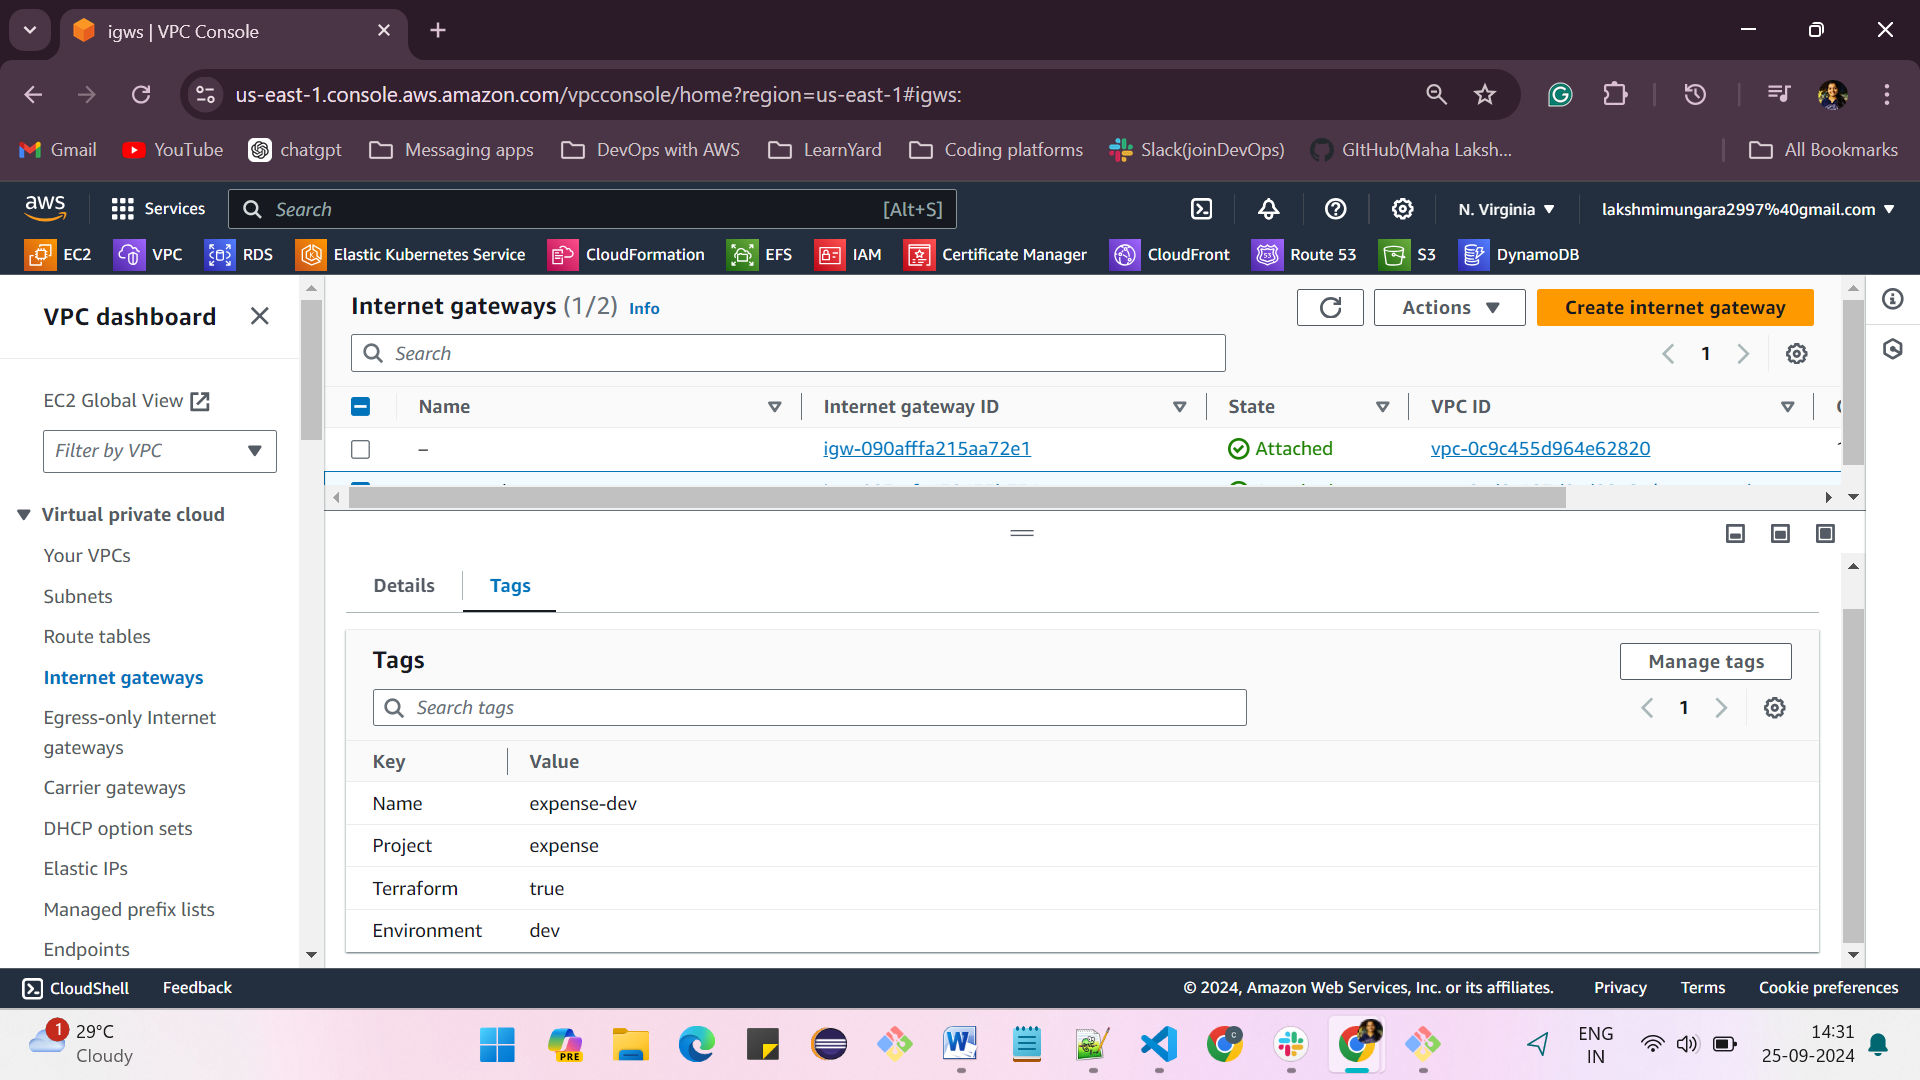 igws | VPC Console
us-east-1.console.aws.amazon.com/vpcconsole/home?region=us-east-1#igws:
Gmail YouTube chatgpt Messaging apps DevOps with AWS LearnYard Coding platforms Slack(joinDevOps) GItHub(Maha Laksh... All Bookmarks
aws Services Search [Alt+S] N. Virginia lakshmimungara2997%40gmail.com
EC2 VPC RDS Elastic Kubernetes Service CloudFormation EFS IAM Certificate Manager CloudFront Route 53 S3 DynamoDB
VPC dashboard
EC2 Global View
Filter by VPC
Virtual private cloud
Your VPCs
Subnets
Route tables
Internet gateways
Egress-only Internet
gateways
Carrier gateways
DHCP option sets
Elastic IPs
Managed prefix lists
Endpoints
Internet gateways (1/2) Info
Actions
Create internet gateway
Search
1
Name Internet gateway ID State VPC ID
– igw-090afffa215aa72e1 Attached vpc-0c9c455d964e62820
Details Tags
Tags
Manage tags
Search tags
1
Key Value
Name expense-dev
Project expense
Terraform true
Environment dev
CloudShell Feedback © 2024, Amazon Web Services, Inc. or its affiliates. Privacy Terms Cookie preferences
1
29°C
Cloudy
PRE
ENG
IN
14:31
25-09-2024